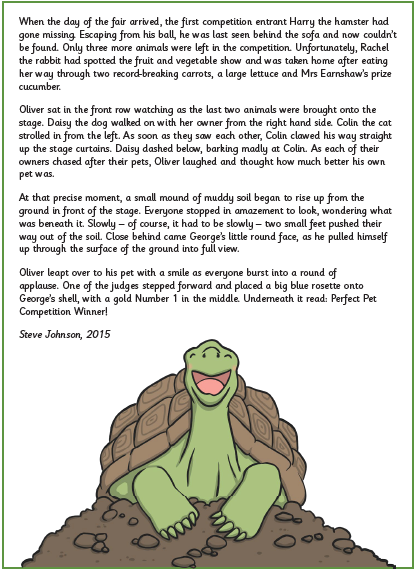 When the day of the fair arrived, the first competition entrant Harry the hamster had
gone missing. Escaping from his ball, he was last seen behind the sofa and now couldn't
be found. Only three more animals were left in the competition. Unfortunately, Rachel
the rabbit had spotted the fruit and vegetable show and was taken home after eating
her way through two record-breaking carrots, a large lettuce and Mrs Earnshaw's prize
cucumber.
Oliver sat in the front row watching as the last two animals were brought onto the
stage. Daisy the dog walked on with her owner from the right hand side. Colin the cat
strolled in from the left. As soon as they saw each other, Colin clawed his way straight
up the stage curtains. Daisy dashed below, barking madly at Colin. As each of their
owners chased after their pets, Oliver laughed and thought how much better his own
pet was.
At that precise moment, a small mound of muddy soil began to rise up from the
ground in front of the stage. Everyone stopped in amazement to look, wondering what
was beneath it. Slowly – of course, it had to be slowly – two small feet pushed their
way out of the soil. Close behind came George's little round face, as he pulled himself
up through the surface of the ground into full view.
Oliver leapt over to his pet with a smile as everyone burst into a round of
applause. One of the judges stepped forward and placed a big blue rosette onto
George's shell, with a gold Number 1 in the middle. Underneath it read: Perfect Pet
Competition Winner!
Steve Johnson, 2015